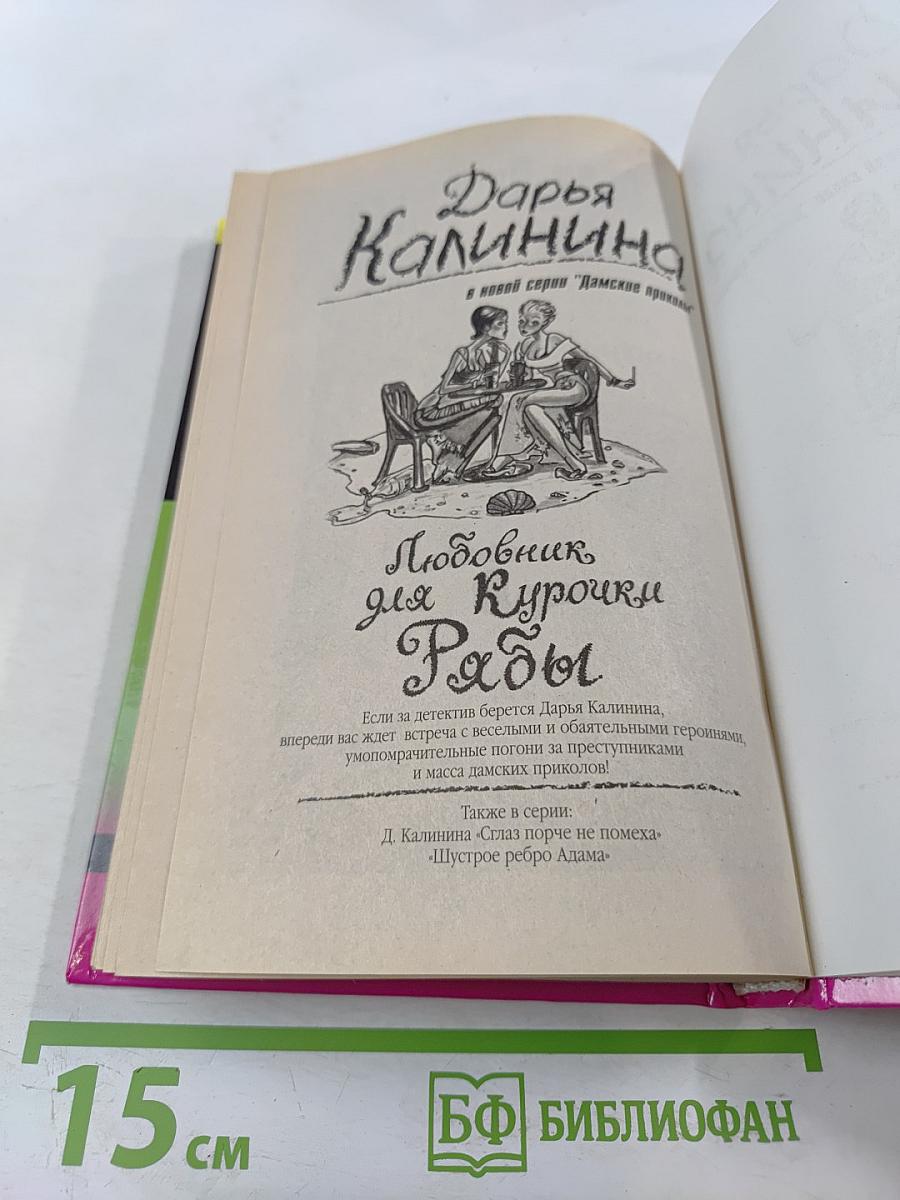 Дарья
Калинина
в новой серии "Дамские приколы"
Любовник
для Курочки
Рябы
Если за детектив берется Дарья Калинина,
впереди вас ждет встреча с веселыми и обаятельными героинями,
умопомрачительные погони за преступниками
и масса дамских приколов!
Также в серии:
Д. Калинина «Сглаз порче не помеха»
«Шустрое ребро Адама»
15 см
БФ БИБЛИОФАН